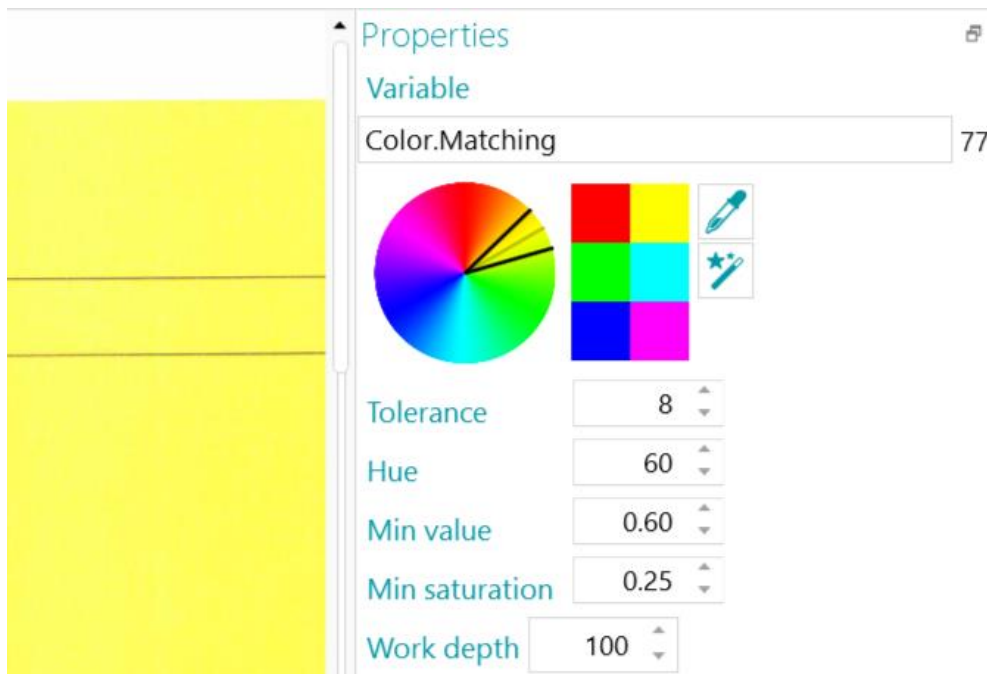 Properties
Variable
Color.Matching 77
Tolerance 8
Hue 60
Min value 0.60
Min saturation 0.25
Work depth 100